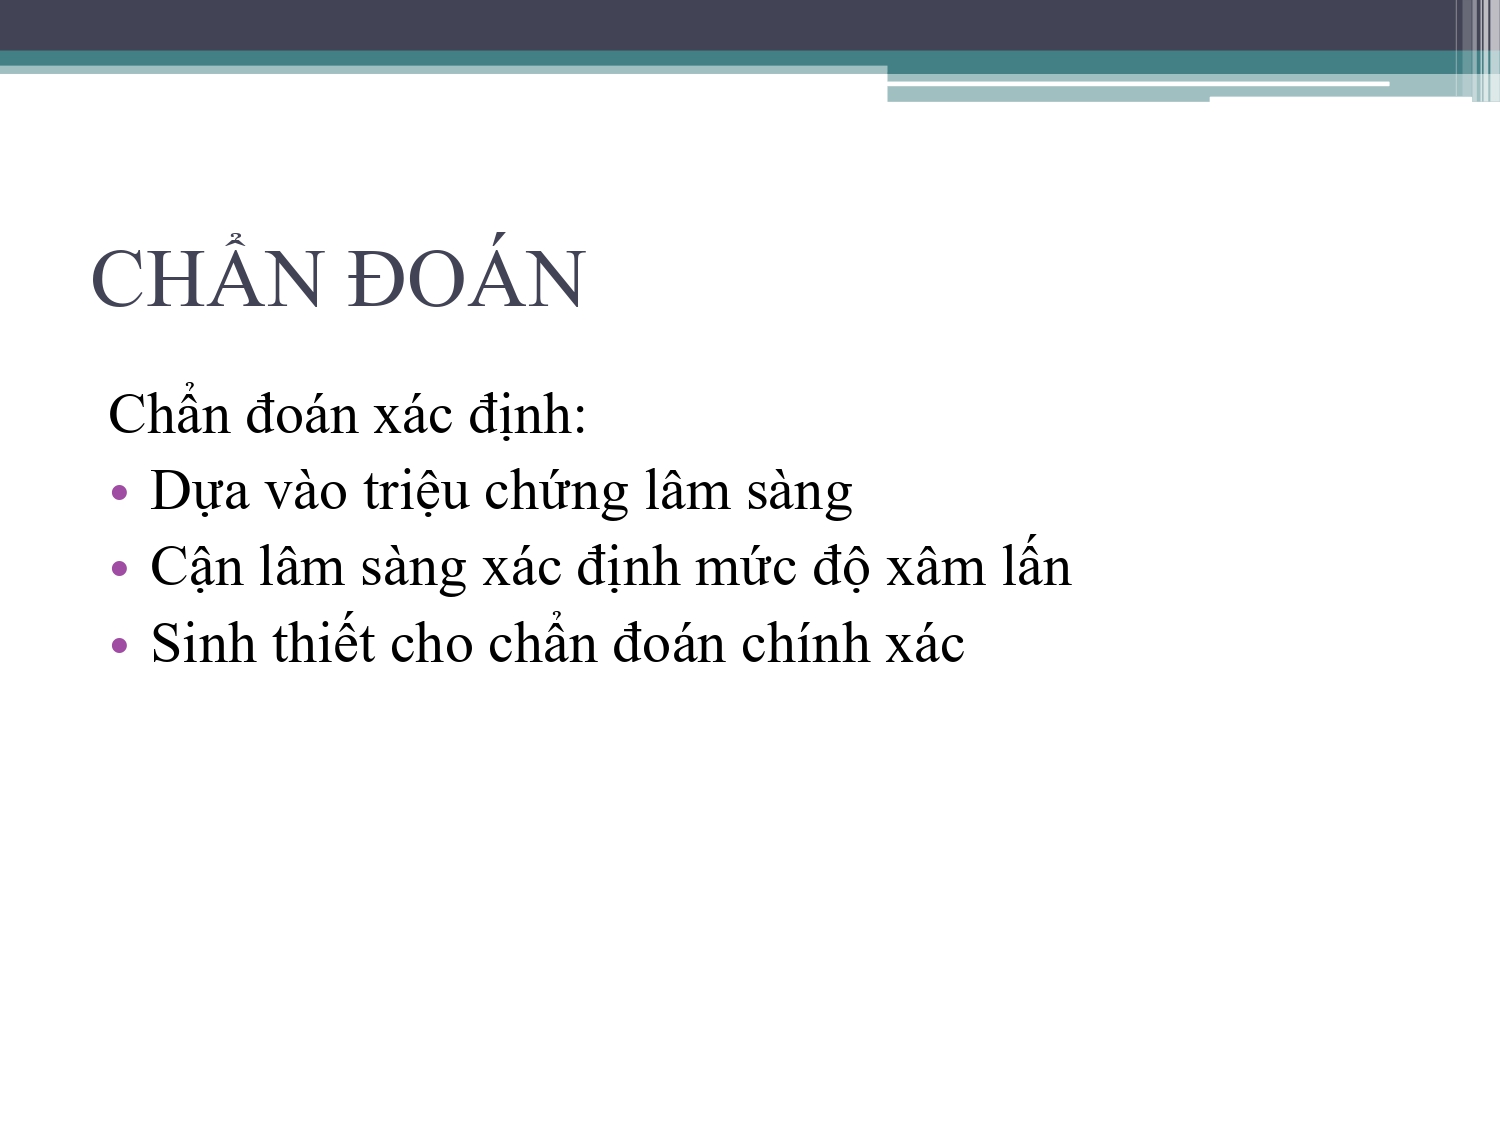 CHẨN ĐOÁN
Chẩn đoán xác định:
• Dựa vào triệu chứng lâm sàng
• Cận lâm sàng xác định mức độ xâm lấn
• Sinh thiết cho chẩn đoán chính xác